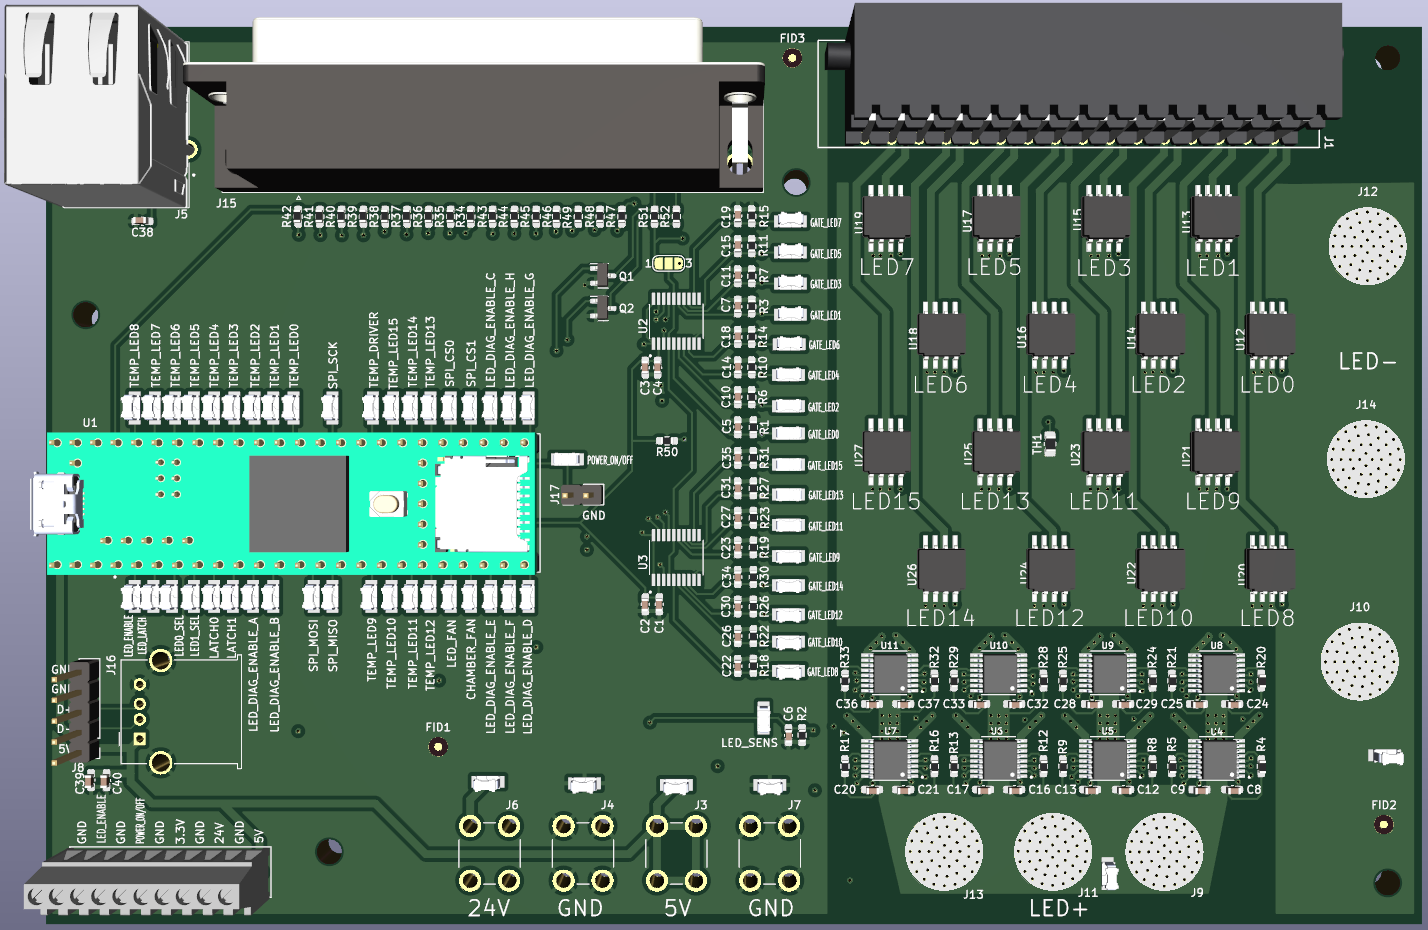 FID3
J1
J5
J15
C38
R42
R41
R40
R39
R38
R37
R36
R35
R34
R43
R44
R45
R46
R49
R48
R47
R51
R52
C19 R15 GATE_LED7
C15 R11 GATE_LED5
C11 R7 GATE_LED3
C7 R3 GATE_LED1
C18 R14 GATE_LED6
C14 R10 GATE_LED4
C10 R6 GATE_LED2
C5 R1 GATE_LED0
C35 R31 GATE_LED15
C31 R27 GATE_LED13
C27 R23 GATE_LED11
C23 R19 GATE_LED9
C34 R30 GATE_LED14
C30 R26 GATE_LED12
C26 R22 GATE_LED10
C22 R18 GATE_LED8
1 3
Q1
Q2
U2
C3 C4
R50
U3
C2 C1
U19 U17 U15 U13
LED7 LED5 LED3 LED1
J12
U18 U16 U14 U12
LED6 LED4 LED2 LED0
LED-
J14
U27 U25 TH1 U23 U21
LED15 LED13 LED11 LED9
U26 U24 U22 U20
LED14 LED12 LED10 LED8
J10
TEMP_LED8
TEMP_LED7
TEMP_LED6
TEMP_LED5
TEMP_LED4
TEMP_LED3
TEMP_LED2
TEMP_LED1
TEMP_LED0
SPI_SCK
TEMP_DRIVER
TEMP_LED15
TEMP_LED14
TEMP_LED13
SPI_CS0
SPI_CS1
LED_DIAG_ENABLE_C
LED_DIAG_ENABLE_H
LED_DIAG_ENABLE_G
U1
POWER_ON/OFF
J17
GND
LED_ENABLE
LED_LATCH
LED0_SEL
LED1_SEL
LATCH0
LATCH1
LED_DIAG_ENABLE_A
LED_DIAG_ENABLE_B
SPI_MOSI
SPI_MISO
TEMP_LED9
TEMP_LED10
TEMP_LED11
TEMP_LED12
LED_FAN
CHAMBER_FAN
LED_DIAG_ENABLE_E
LED_DIAG_ENABLE_F
LED_DIAG_ENABLE_D
J16
GND
GND
D+
D-
5V
J8
C39 C40
FID1
LED_SENS
C6 R2
R33 U11 R32 R29 U10 R28 R25 U9 R24 R21 U8 R20
C36 C37 C33 C32 C28 C29 C25 C24
R17 U7 R16 R13 U6 R12 R9 U5 R8 R5 U4 R4
C20 C21 C17 C16 C13 C12 C9 C8
FID2
GND
LED_ENABLE
GND
POWER_ON/OFF
GND
3.3V
GND
24V
GND
5V
J6 J4 J3 J7
24V GND 5V GND
J13 J11 J9
LED+